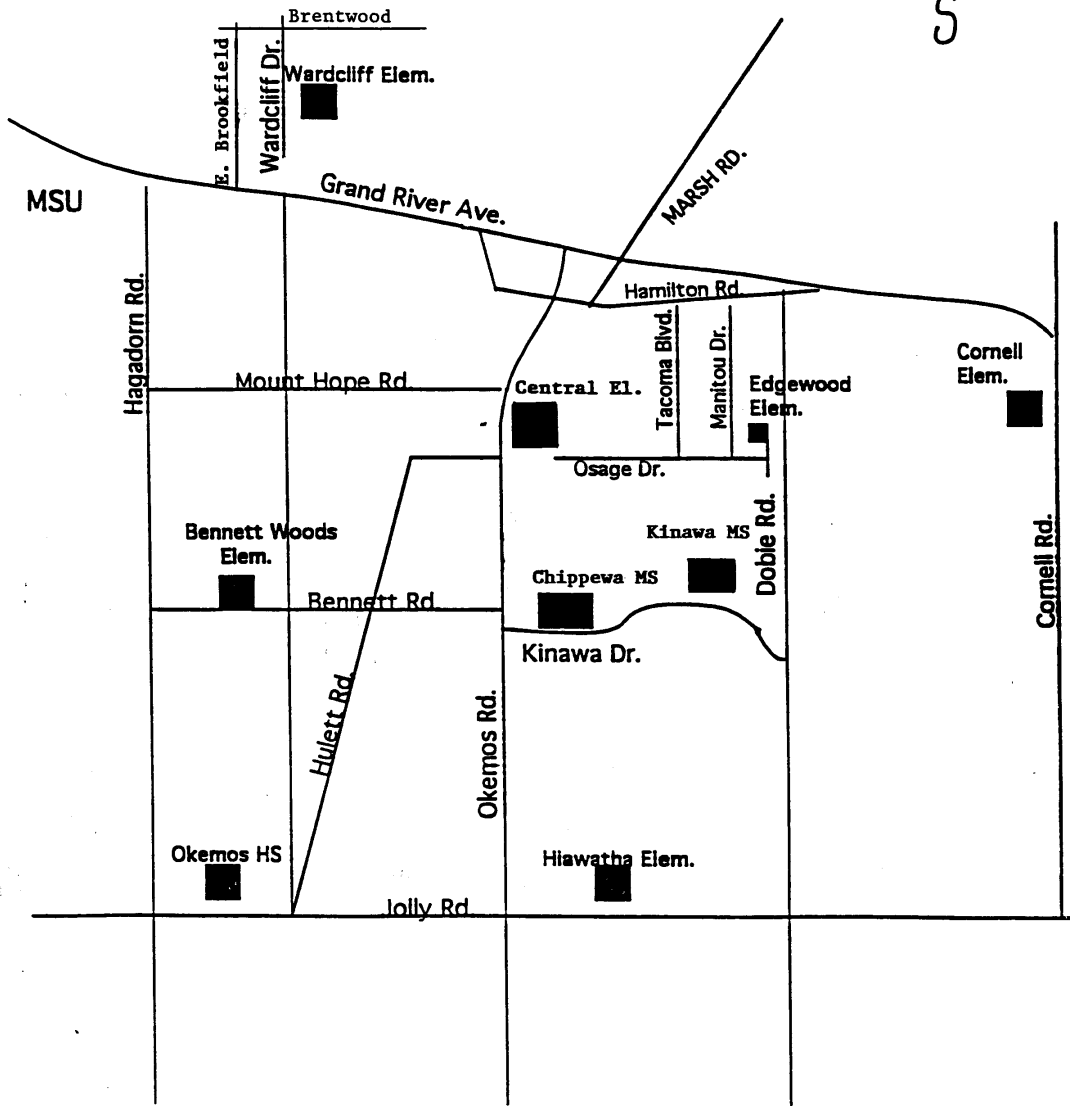 S
Brentwood
E. Brookfield
Wardcliff Dr.
Wardcliff Elem.
MSU
Grand River Ave.
MARSH RD.
Hagadorn Rd.
Hamilton Rd
Mount Hope Rd.
Central El.
Tacoma Blvd.
Manitou Dr.
Edgewood
Elem.
Cornell
Elem.
Osage Dr.
Bennett Woods
Elem.
Kinawa MS
Dobie Rd.
Chippewa MS
Cornell Rd.
Bennett Rd
Kinawa Dr.
Hulett Rd.
Okemos Rd.
Okemos HS
Hiawatha Elem.
Jolly Rd